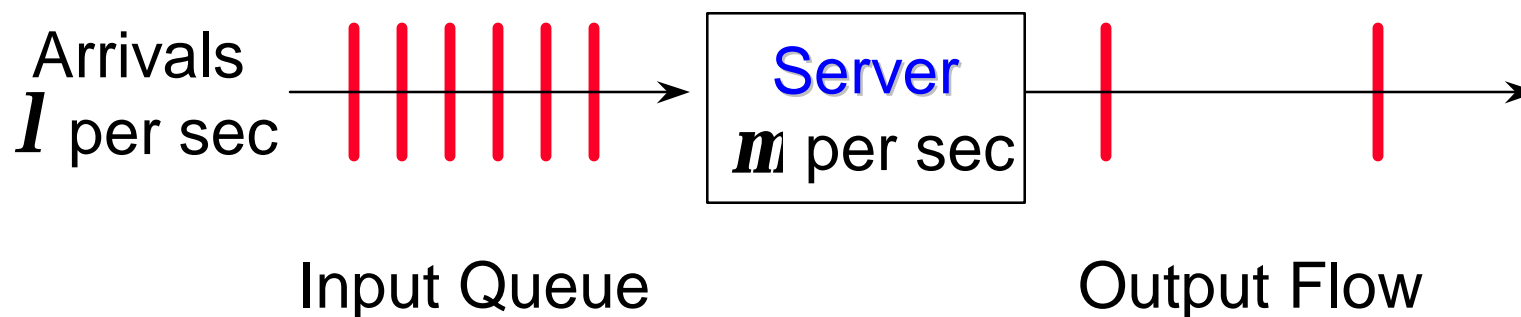 Arrivals
l per sec
Server
m per sec
Input Queue
Output Flow